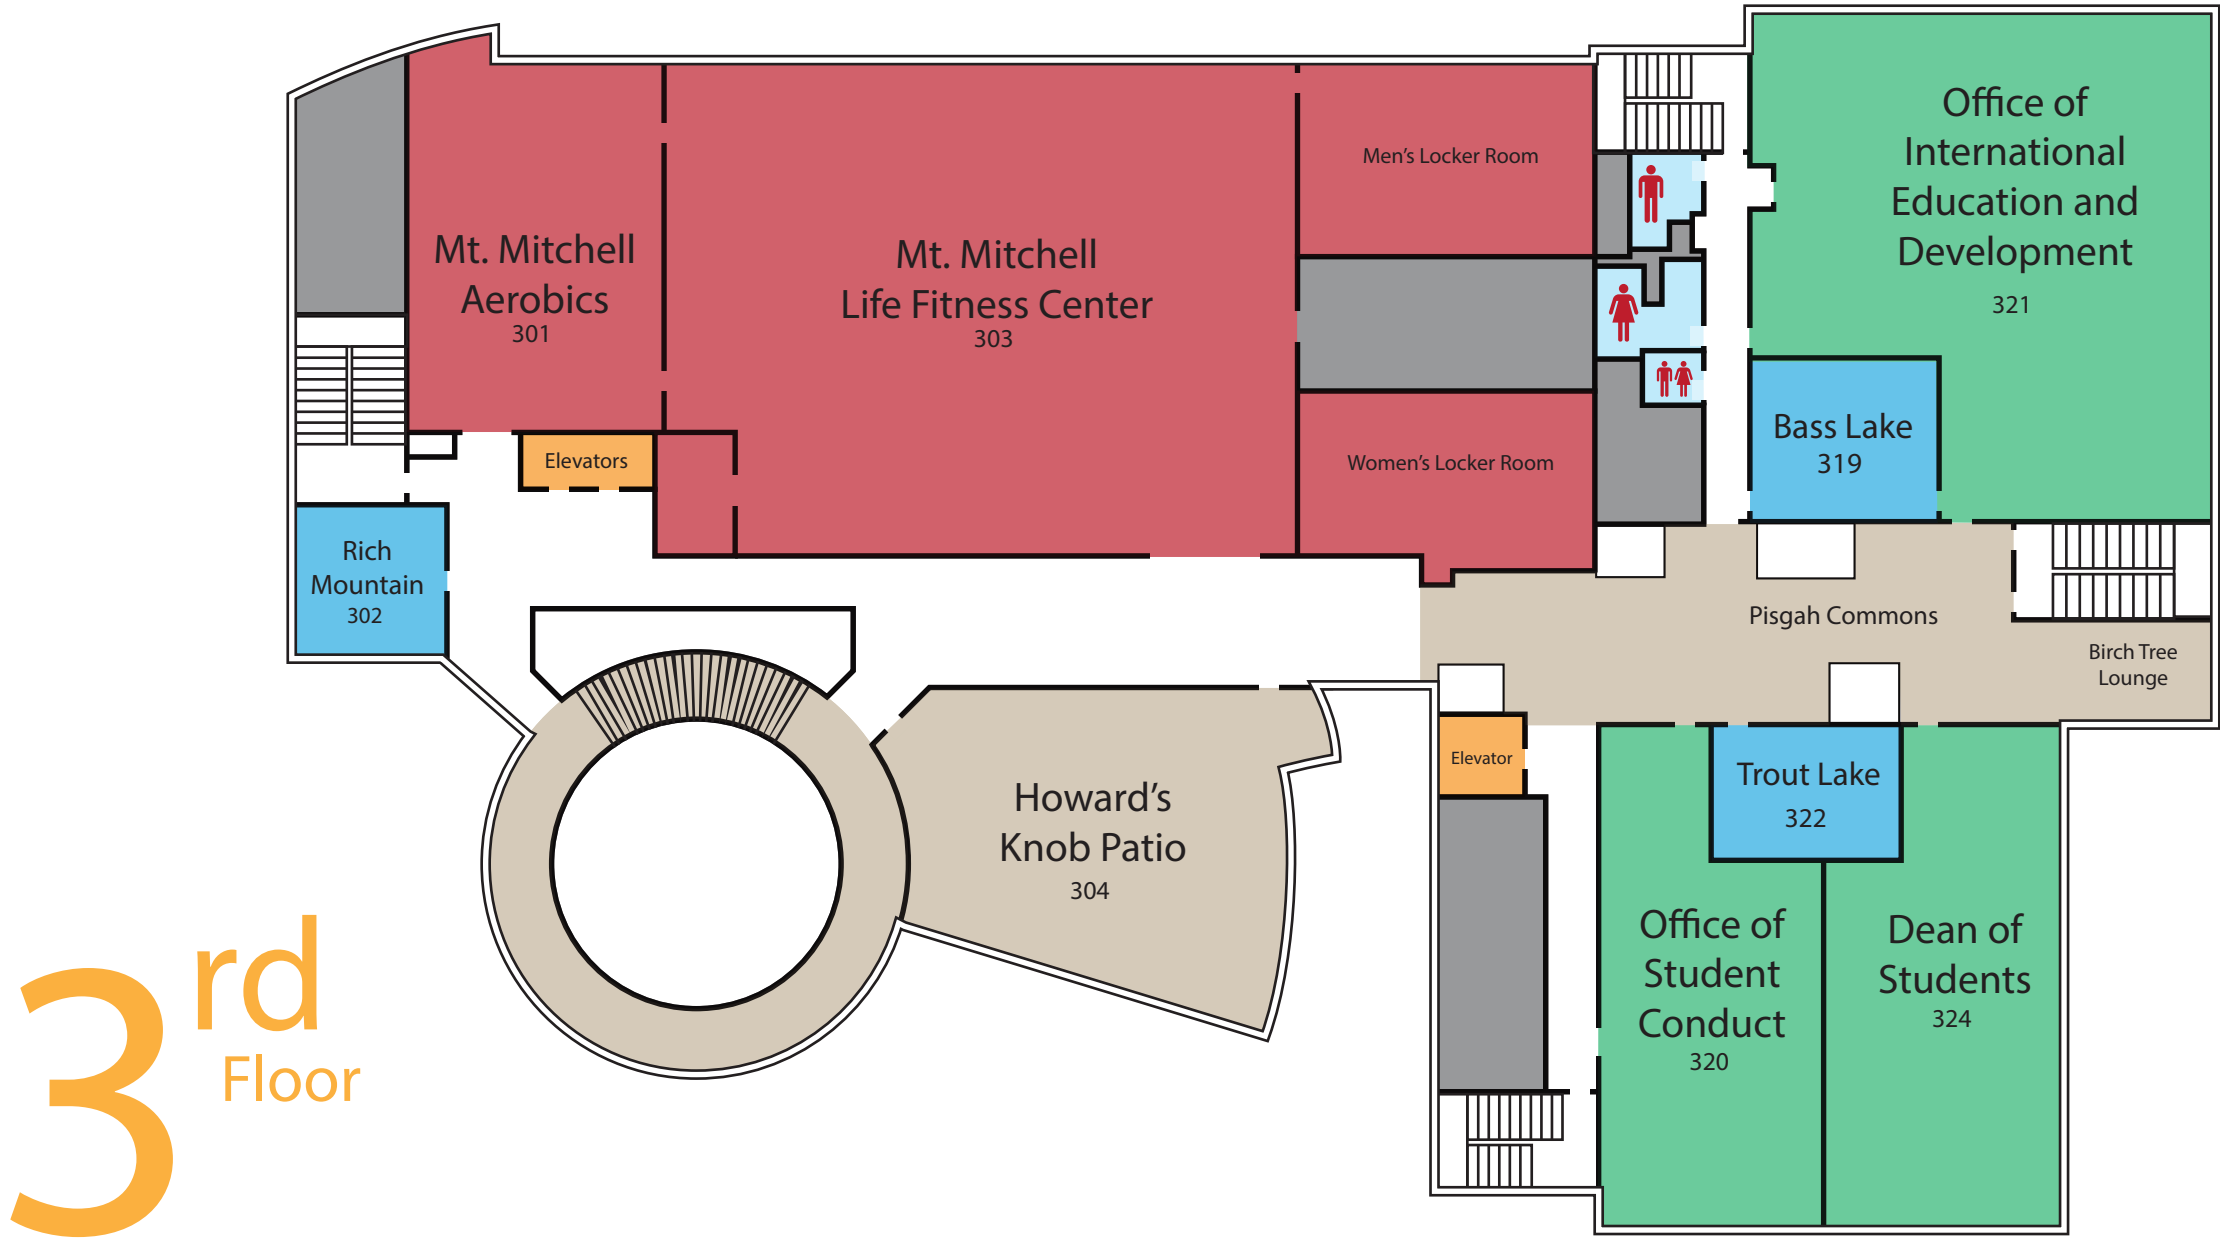 Mt. Mitchell
Aerobics
301
Mt. Mitchell
Life Fitness Center
303
Men's Locker Room
Women's Locker Room
Office of
International
Education and
Development
321
Bass Lake
319
Elevators
Rich
Mountain
302
Pisgah Commons
Birch Tree
Lounge
Howard's
Knob Patio
304
Elevator
Trout Lake
322
Office of
Student
Conduct
320
Dean of
Students
324
3rd
Floor